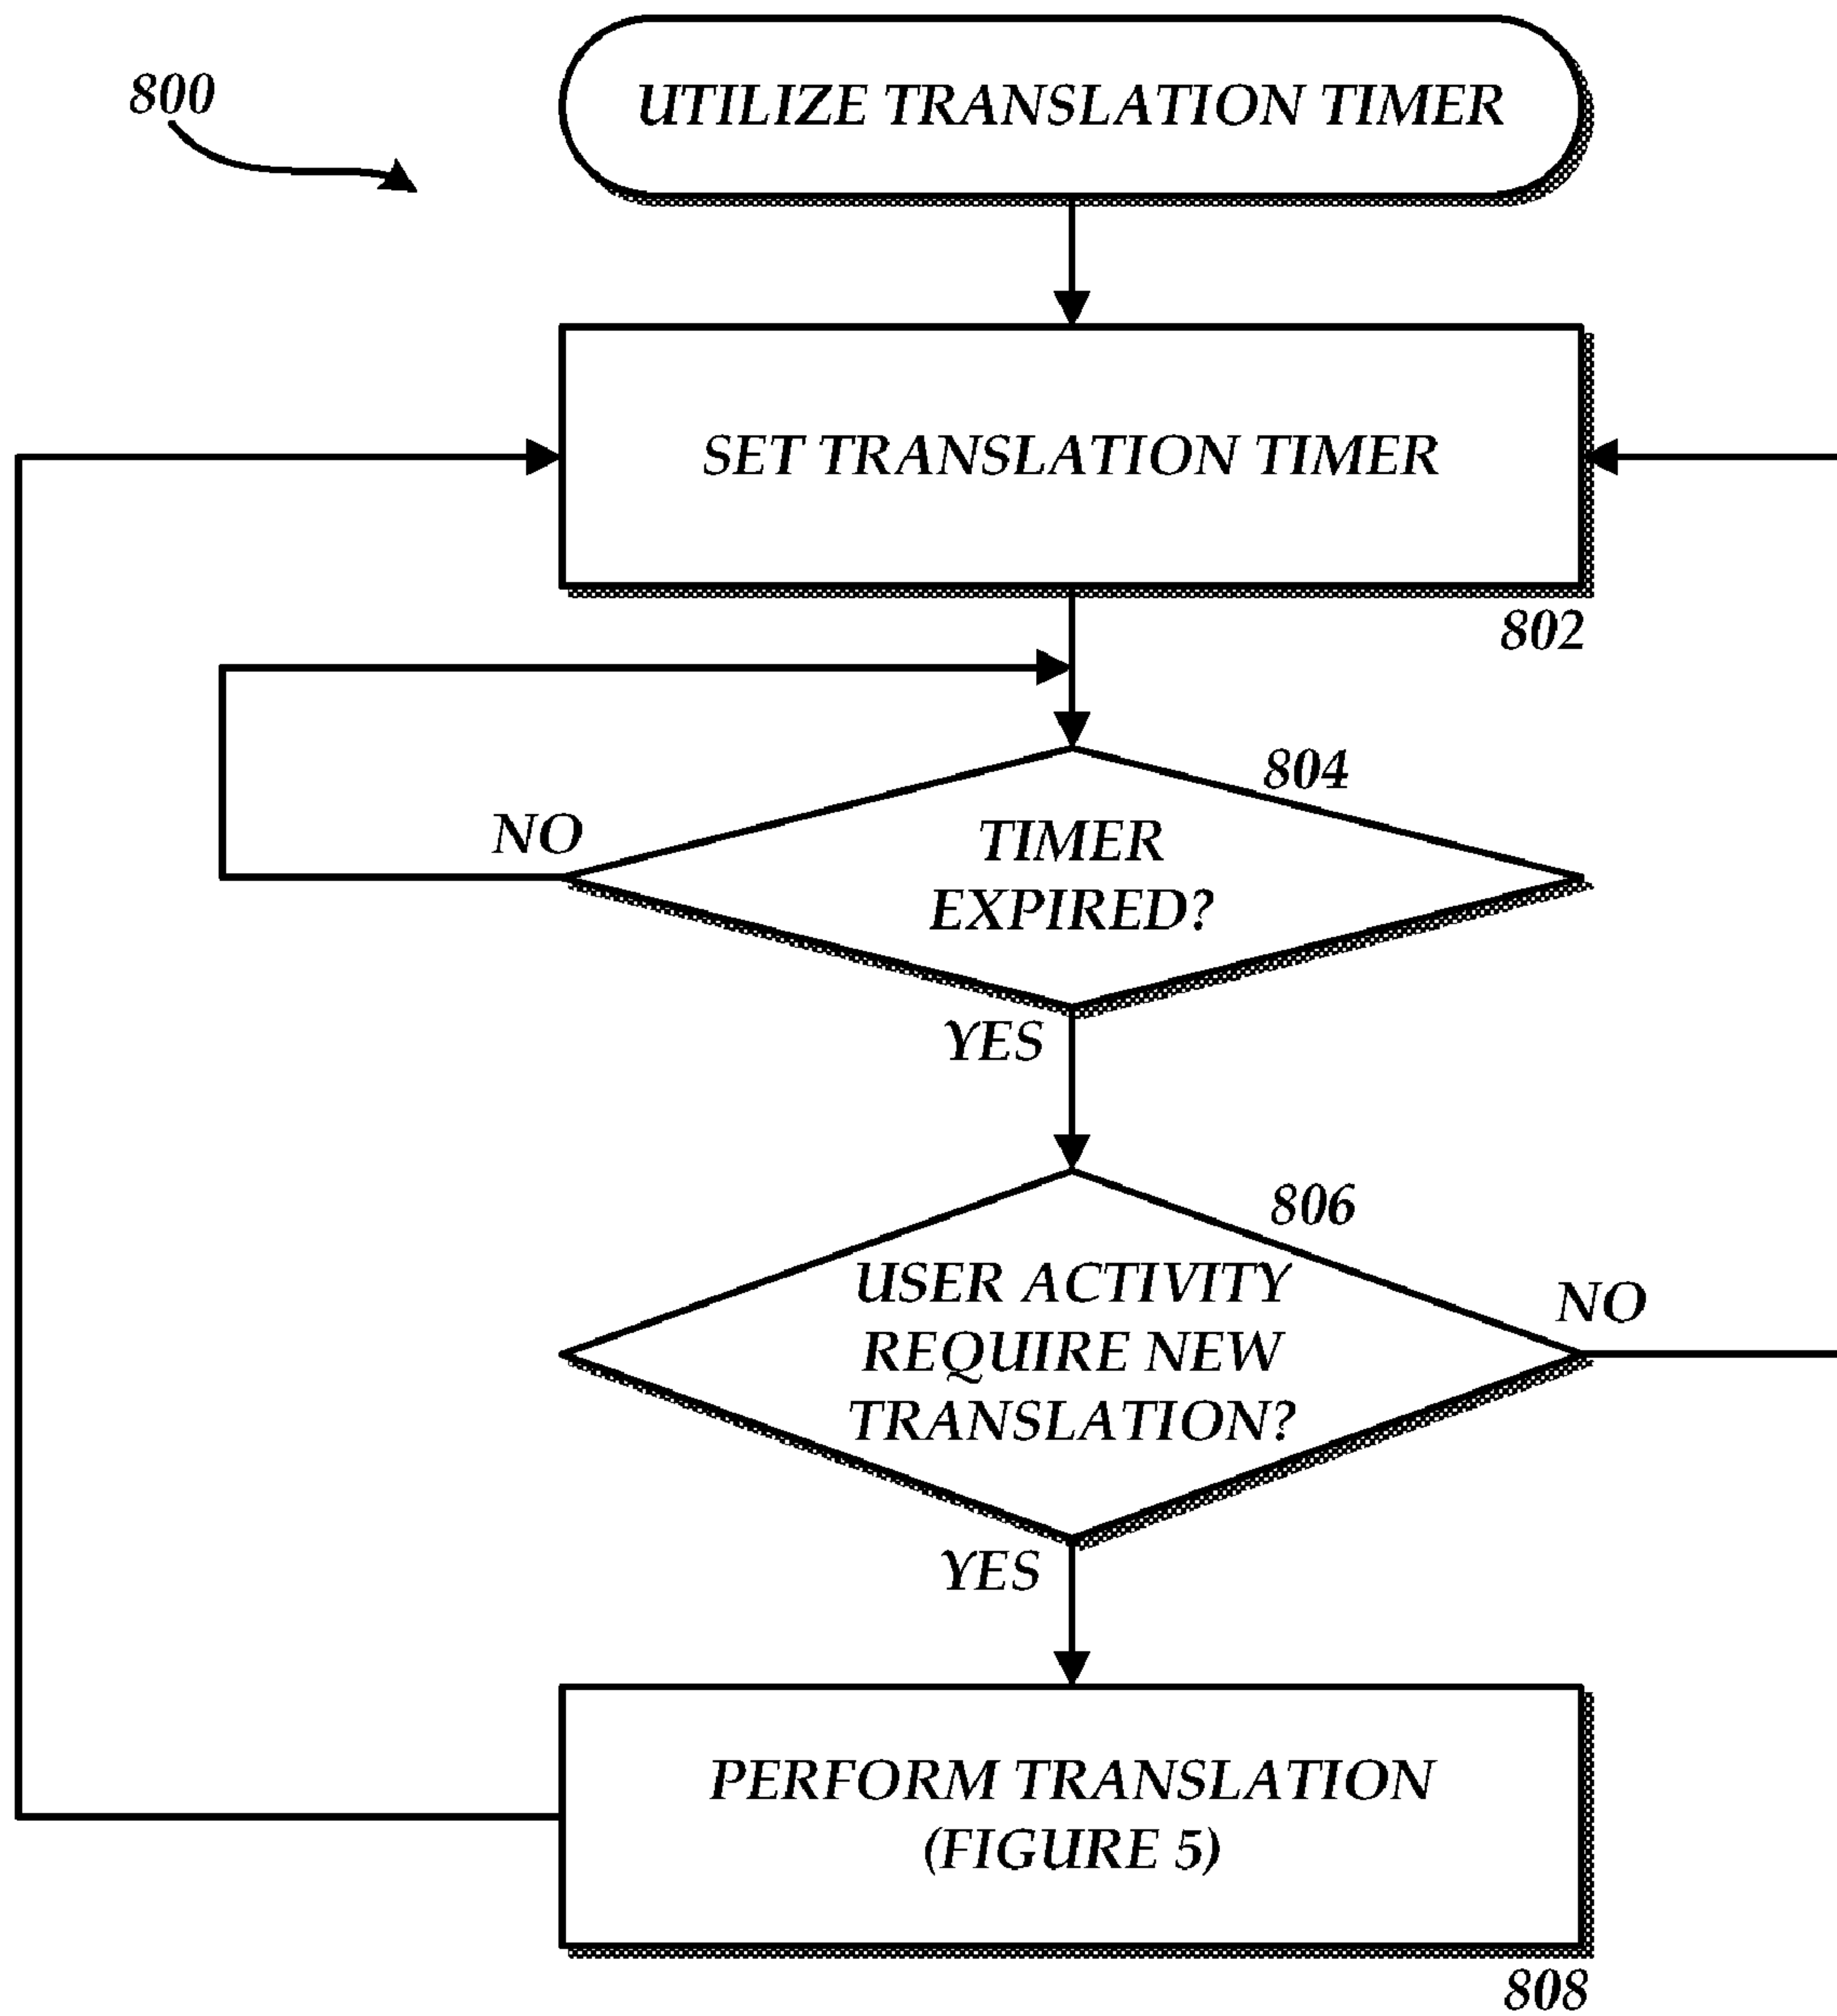 800
UTILIZE TRANSLATION TIMER
SET TRANSLATION TIMER
802
804
NO
TIMER
EXPIRED?
YES
806
USER ACTIVITY
REQUIRE NEW
TRANSLATION?
NO
YES
PERFORM TRANSLATION
(FIGURE 5)
808